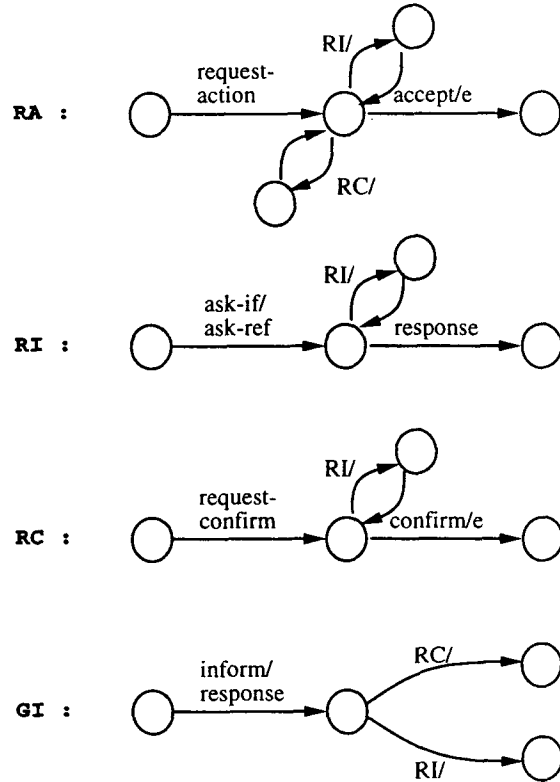 RI/
request-
action
accept/e
RA :
RC/
RI/
ask-if/
ask-ref
response
RI :
RI/
request-
confirm
confirm/e
RC :
RC/
inform/
response
GI :
RI/